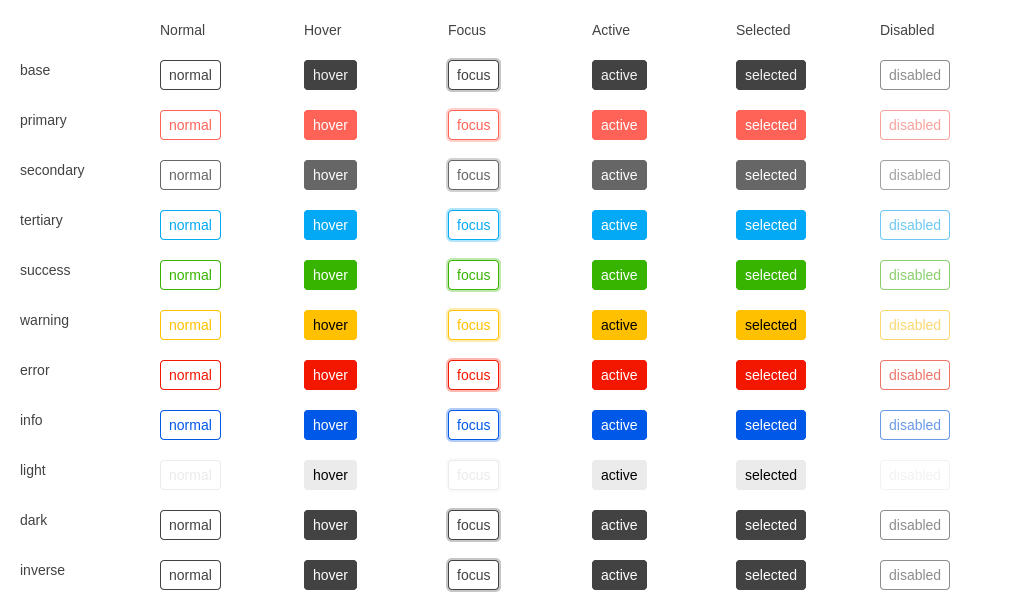 Normal Hover Focus Active Selected Disabled
base normal hover focus active selected disabled
primary normal hover focus active selected disabled
secondary normal hover focus active selected disabled
tertiary normal hover focus active selected disabled
success normal hover focus active selected disabled
warning normal hover focus active selected disabled
error normal hover focus active selected disabled
info normal hover focus active selected disabled
light normal hover focus active selected disabled
dark normal hover focus active selected disabled
inverse normal hover focus active selected disabled